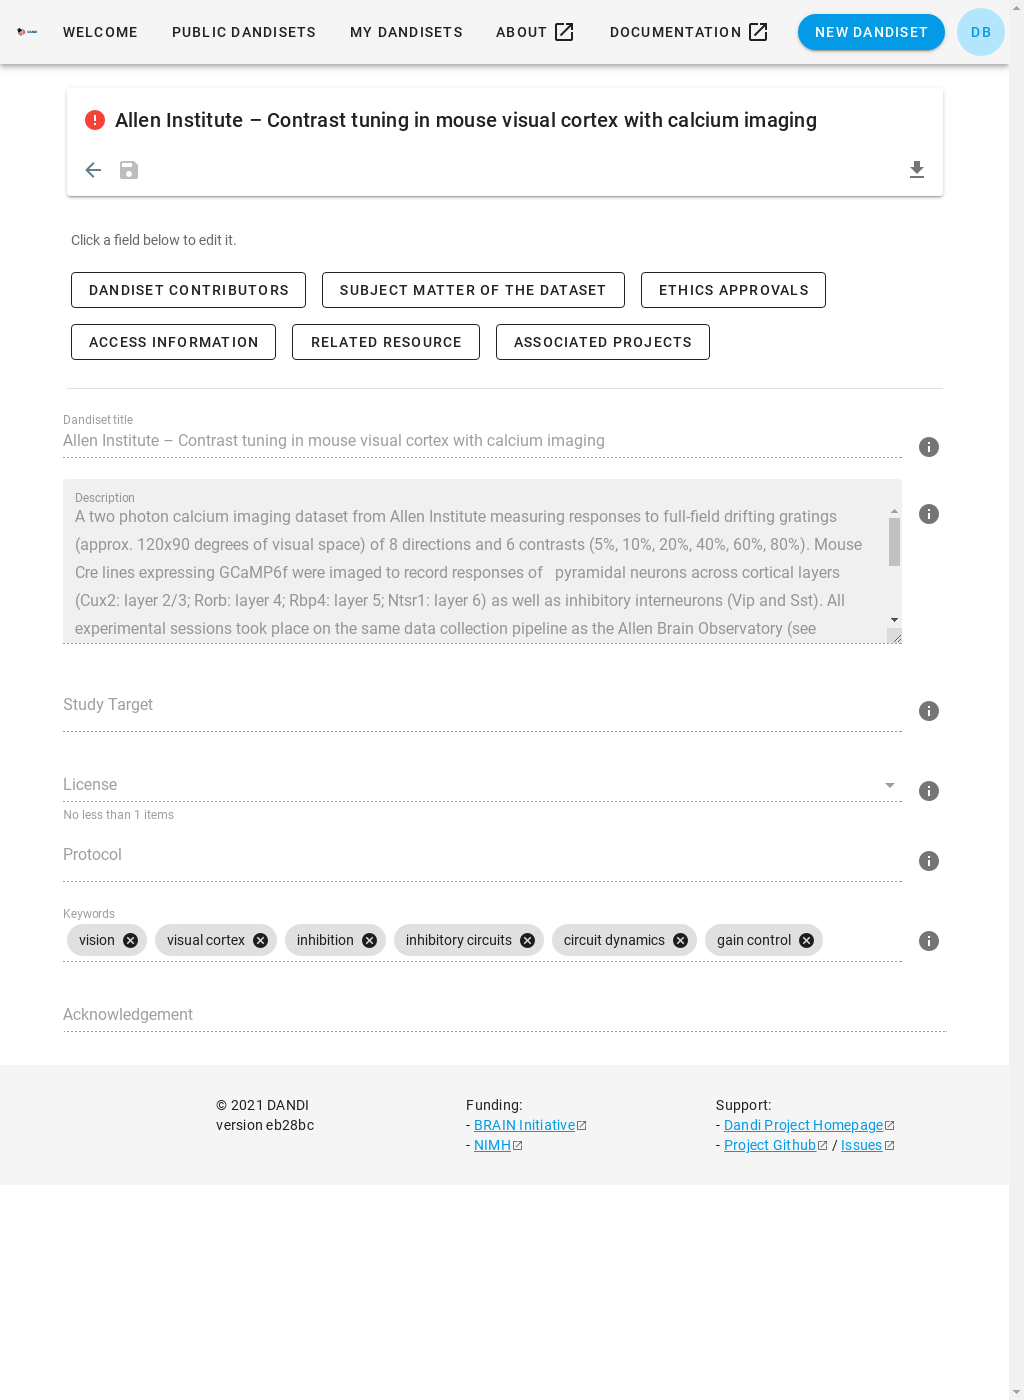 WELCOME PUBLIC DANDISETS MY DANDISETS ABOUT DOCUMENTATION NEW DANDISET DB
Allen Institute – Contrast tuning in mouse visual cortex with calcium imaging
Click a field below to edit it.
DANDISET CONTRIBUTORS SUBJECT MATTER OF THE DATASET ETHICS APPROVALS
ACCESS INFORMATION RELATED RESOURCE ASSOCIATED PROJECTS
Dandiset title
Allen Institute – Contrast tuning in mouse visual cortex with calcium imaging
Description
A two photon calcium imaging dataset from Allen Institute measuring responses to full-field drifting gratings
(approx. 120x90 degrees of visual space) of 8 directions and 6 contrasts (5%, 10%, 20%, 40%, 60%, 80%). Mouse
Cre lines expressing GCaMP6f were imaged to record responses of pyramidal neurons across cortical layers
(Cux2: layer 2/3; Rorb: layer 4; Rbp4: layer 5; Ntsr1: layer 6) as well as inhibitory interneurons (Vip and Sst). All
experimental sessions took place on the same data collection pipeline as the Allen Brain Observatory (see
Study Target
License
No less than 1 items
Protocol
Keywords
vision visual cortex inhibition inhibitory circuits circuit dynamics gain control
Acknowledgement
© 2021 DANDI
version eb28bc
Funding:
- BRAIN Initiative
- NIMH
Support:
- Dandi Project Homepage
- Project Github / Issues